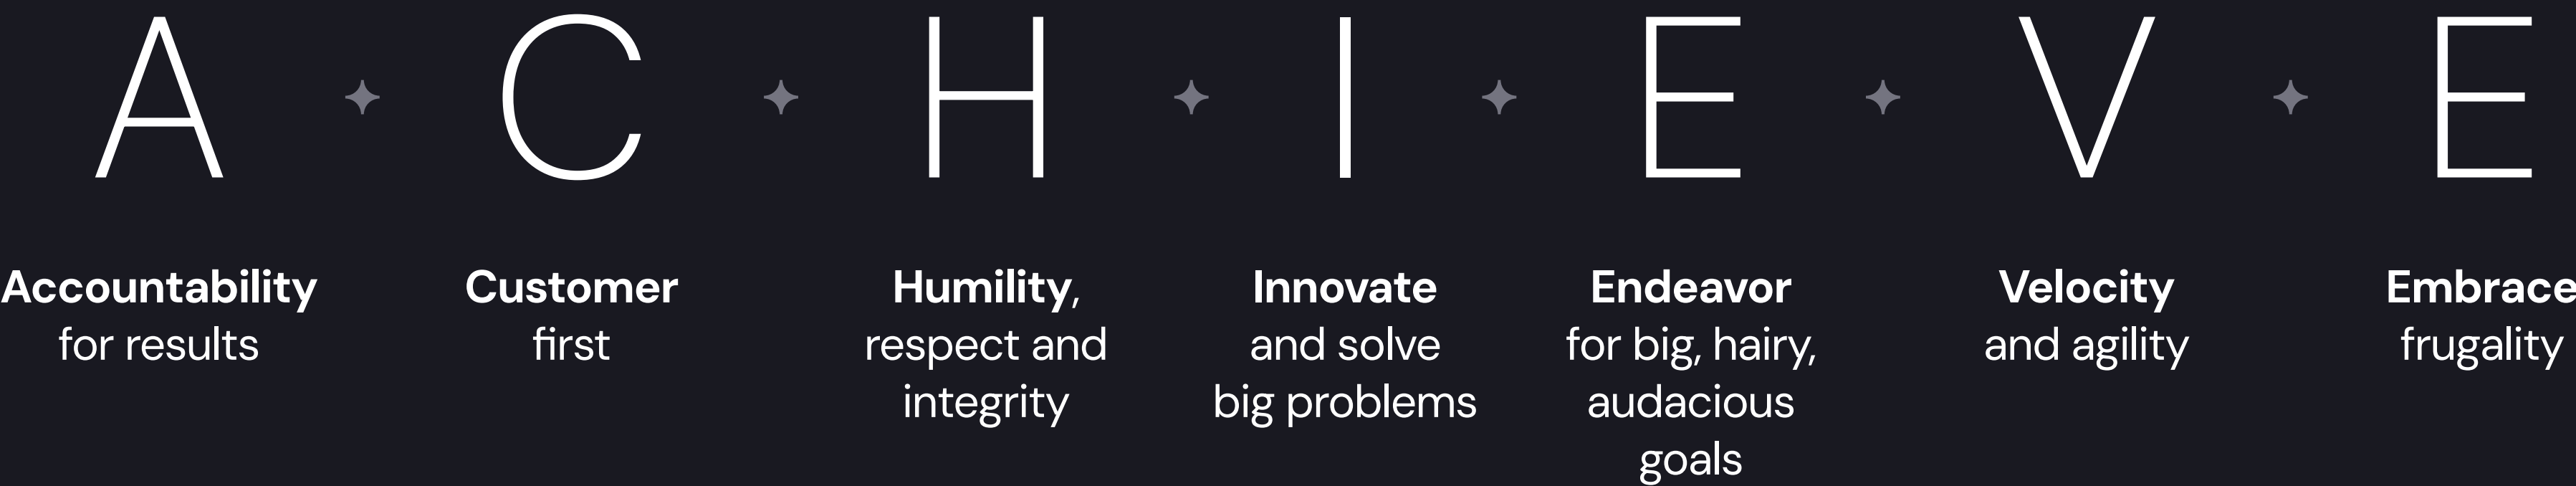 A C H I E V E
Accountability
for results
Customer
first
Humility,
respect and
integrity
Innovate
and solve
big problems
Endeavor
for big, hairy,
audacious
goals
Velocity
and agility
Embrace
frugality